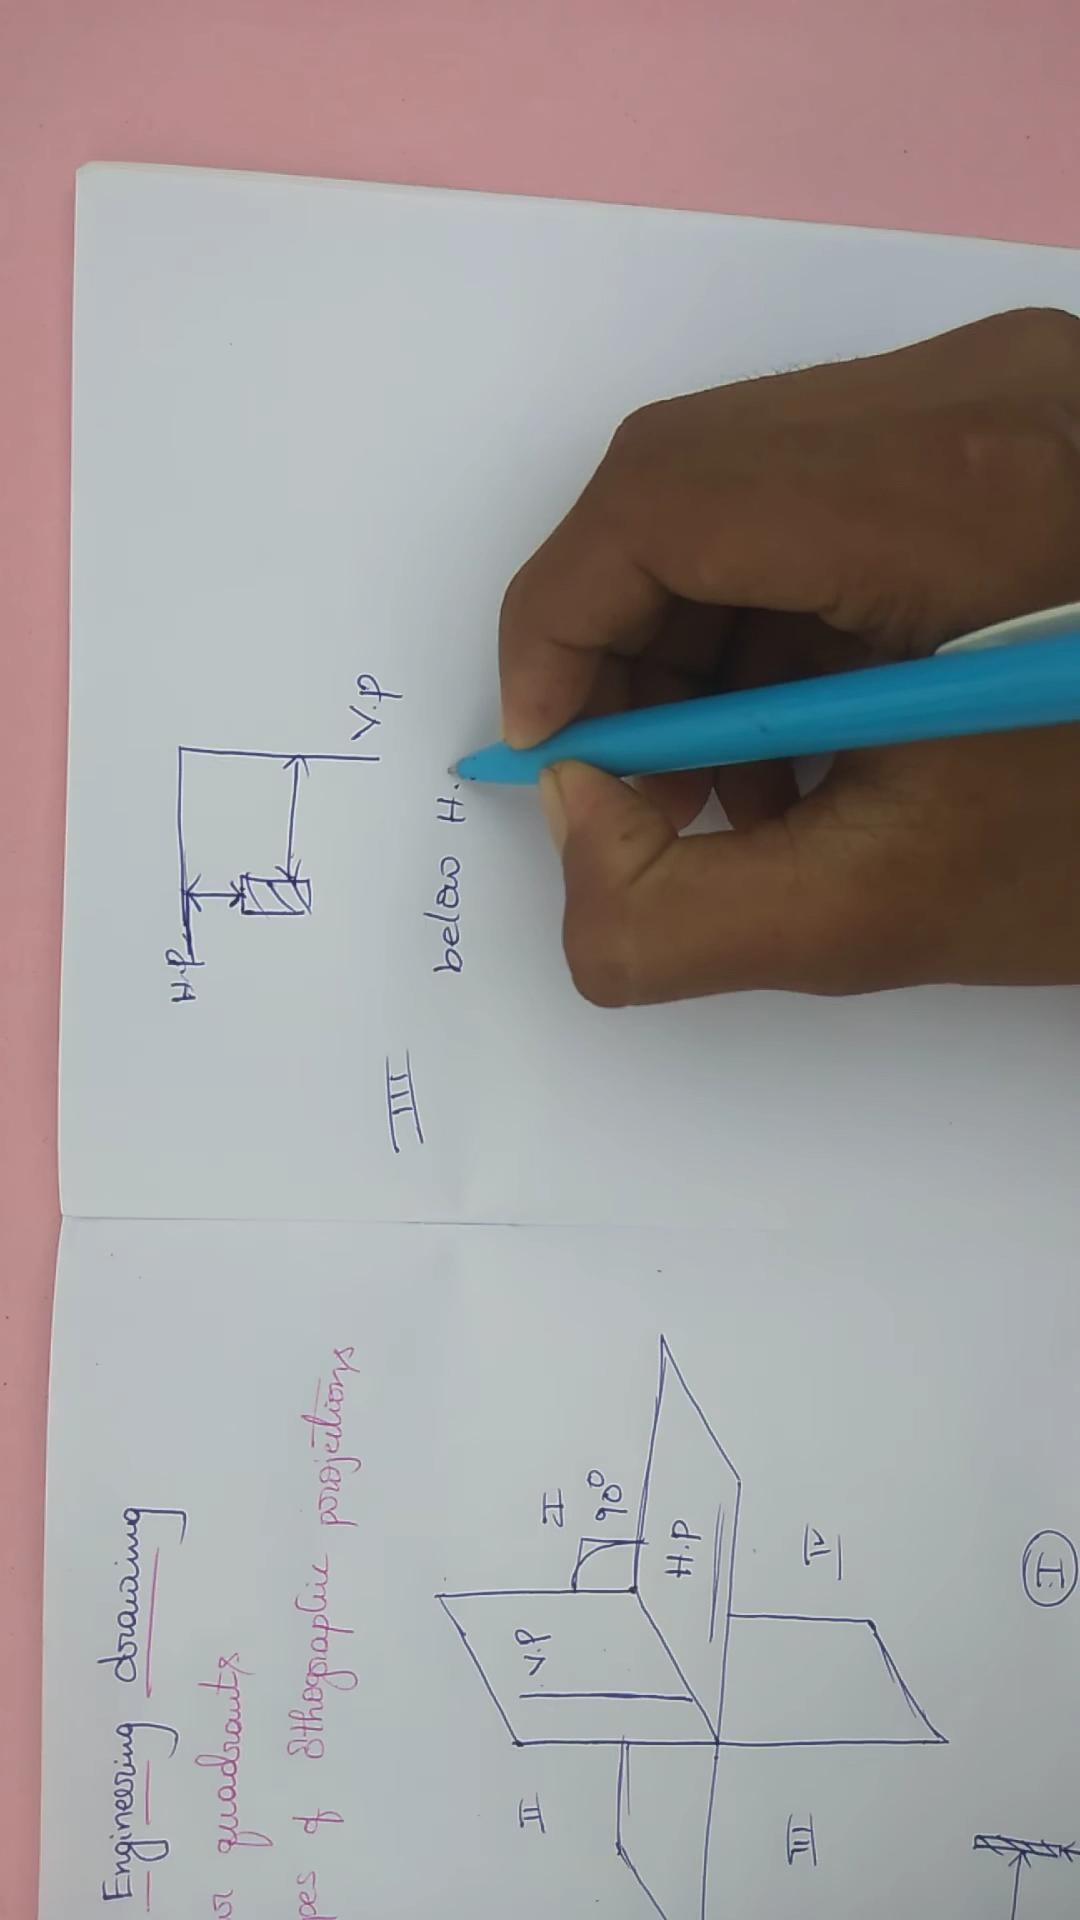 Engineering drawing
quadrants
of Orthographic projections
I
90°
V.P
H.P
II
III
IV
I:
H.P
V.P
III
below H.